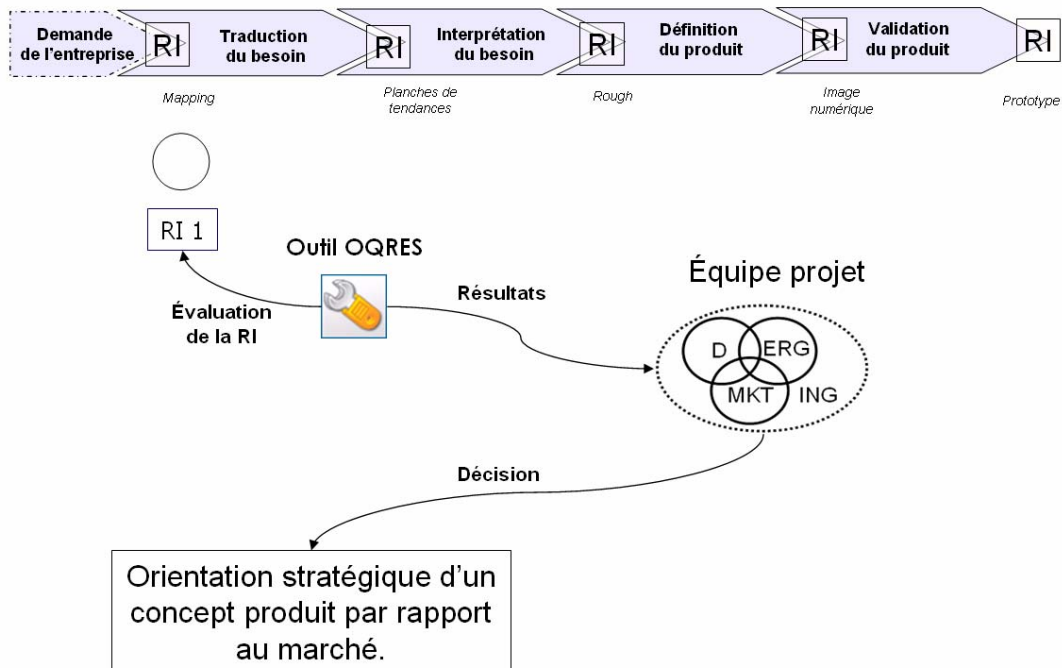 Demande
de l'entreprise
RI
Traduction
du besoin
RI
Interprétation
du besoin
RI
Définition
du produit
RI
Validation
du produit
RI
Mapping
Planches de
tendances
Rough
Image
numérique
Prototype
RI 1
Outil OQRES
Évaluation
de la RI
Résultats
Équipe projet
D
ERG
MKT
ING
Décision
Orientation stratégique d'un
concept produit par rapport
au marché.